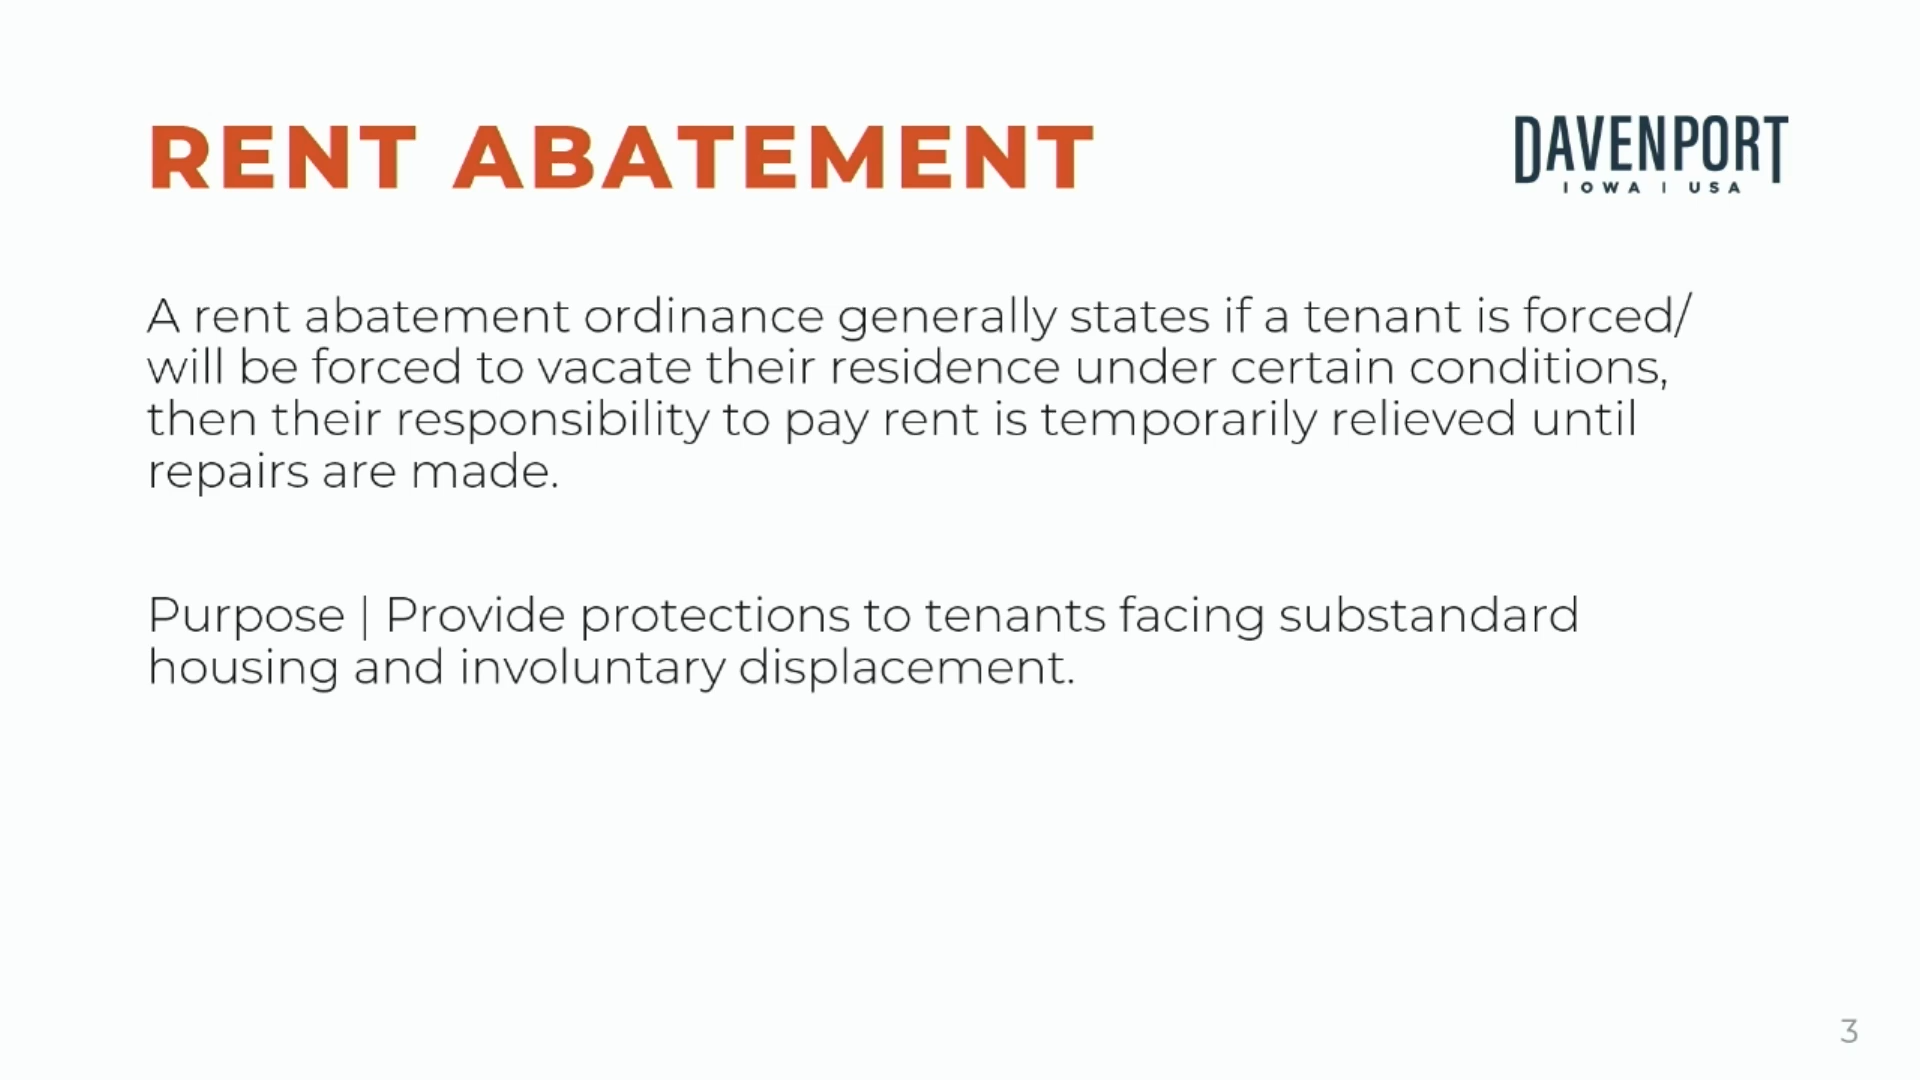 RENT ABATEMENT
DAVENPORT
IOWA | USA
A rent abatement ordinance generally states if a tenant is forced/
will be forced to vacate their residence under certain conditions,
then their responsibility to pay rent is temporarily relieved until
repairs are made.
Purpose | Provide protections to tenants facing substandard
housing and involuntary displacement.
3